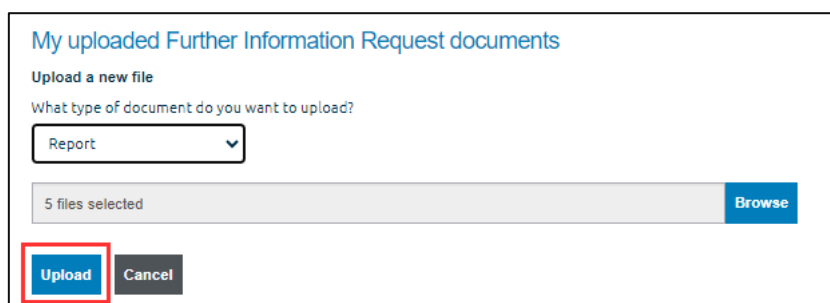 My uploaded Further Information Request documents
Upload a new file
What type of document do you want to upload?
Report
5 files selected
Browse
Upload
Cancel